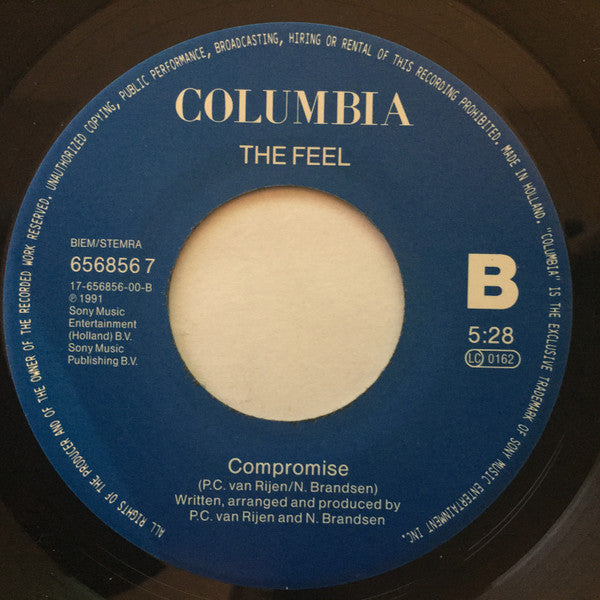 ALL RIGHTS OF THE PRODUCER AND OF THE OWNER OF THE RECORDED WORK RESERVED. UNAUTHORIZED COPYING, PUBLIC PERFORMANCE, BROADCASTING, HIRING OR RENTAL OF THIS RECORDING PROHIBITED. MADE IN HOLLAND. "COLUMBIA" IS THE EXCLUSIVE TRADEMARK OF SONY MUSIC ENTERTAINMENT INC.
COLUMBIA
THE FEEL
BIEM/STEMRA
656856 7
17-656856-00-B
℗ 1991
Sony Music
Entertainment
(Holland) B.V.
Sony Music
Publishing B.V.
B
5:28
LC 0162
Compromise
(P.C. van Rijen/N. Brandsen)
Written, arranged and produced by
P.C. van Rijen and N. Brandsen